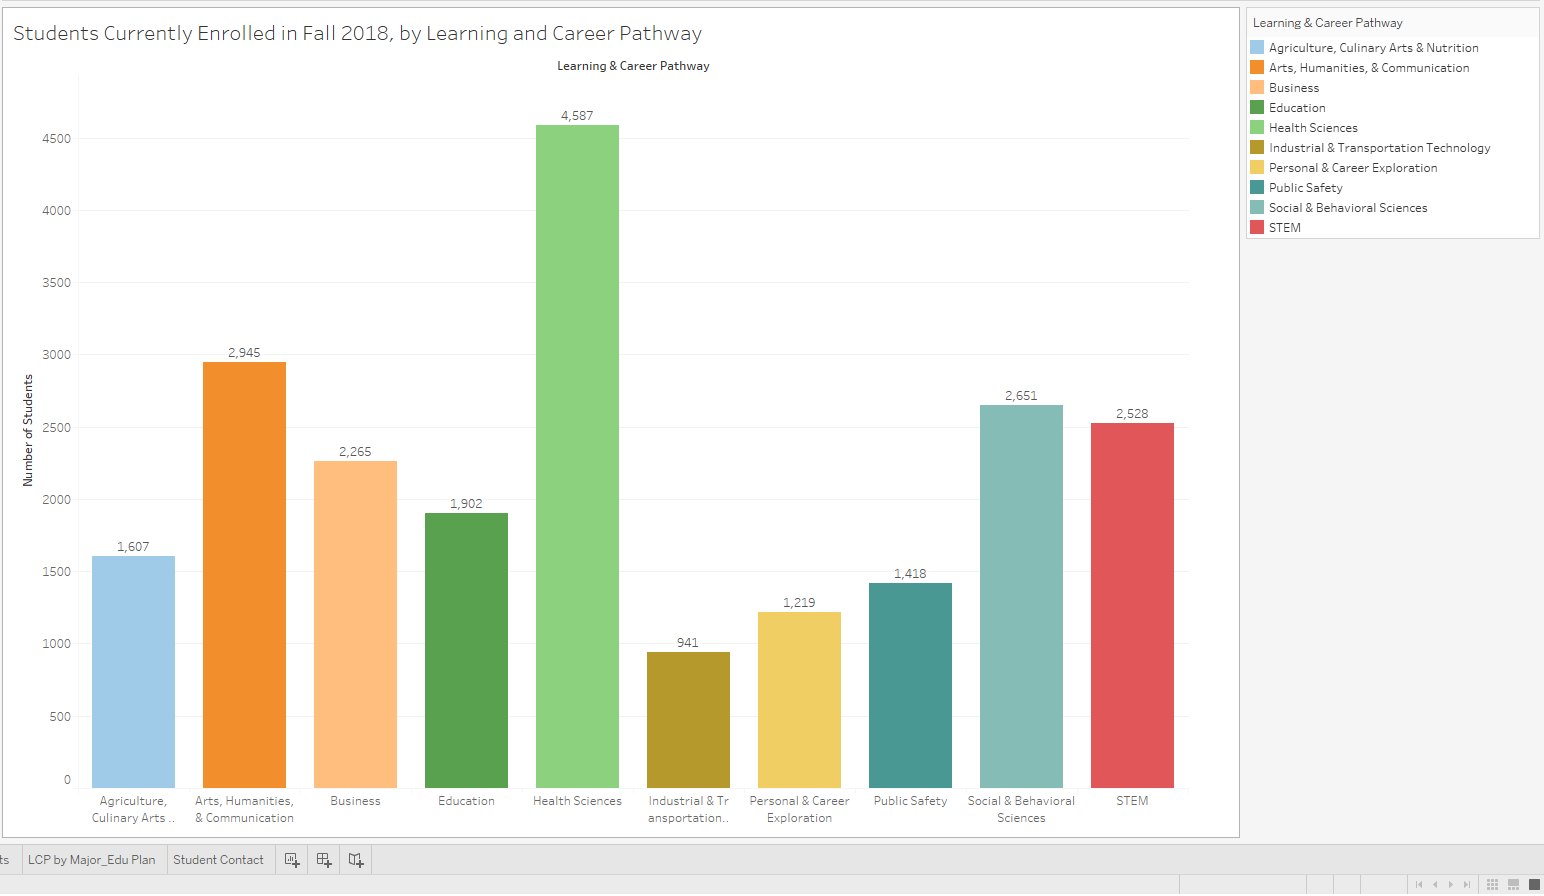 Students Currently Enrolled in Fall 2018, by Learning and Career Pathway
Learning & Career Pathway
Number of Students
4500
4000
3500
3000
2500
2000
1500
1000
500
0
1,607
2,945
2,265
1,902
4,587
941
1,219
1,418
2,651
2,528
Agriculture,
Culinary Arts ..
Arts, Humanities,
& Communication
Business
Education
Health Sciences
Industrial & Tr
ansportation..
Personal & Career
Exploration
Public Safety
Social & Behavioral
Sciences
STEM
Learning & Career Pathway
Agriculture, Culinary Arts & Nutrition
Arts, Humanities, & Communication
Business
Education
Health Sciences
Industrial & Transportation Technology
Personal & Career Exploration
Public Safety
Social & Behavioral Sciences
STEM
ts
LCP by Major_Edu Plan
Student Contact